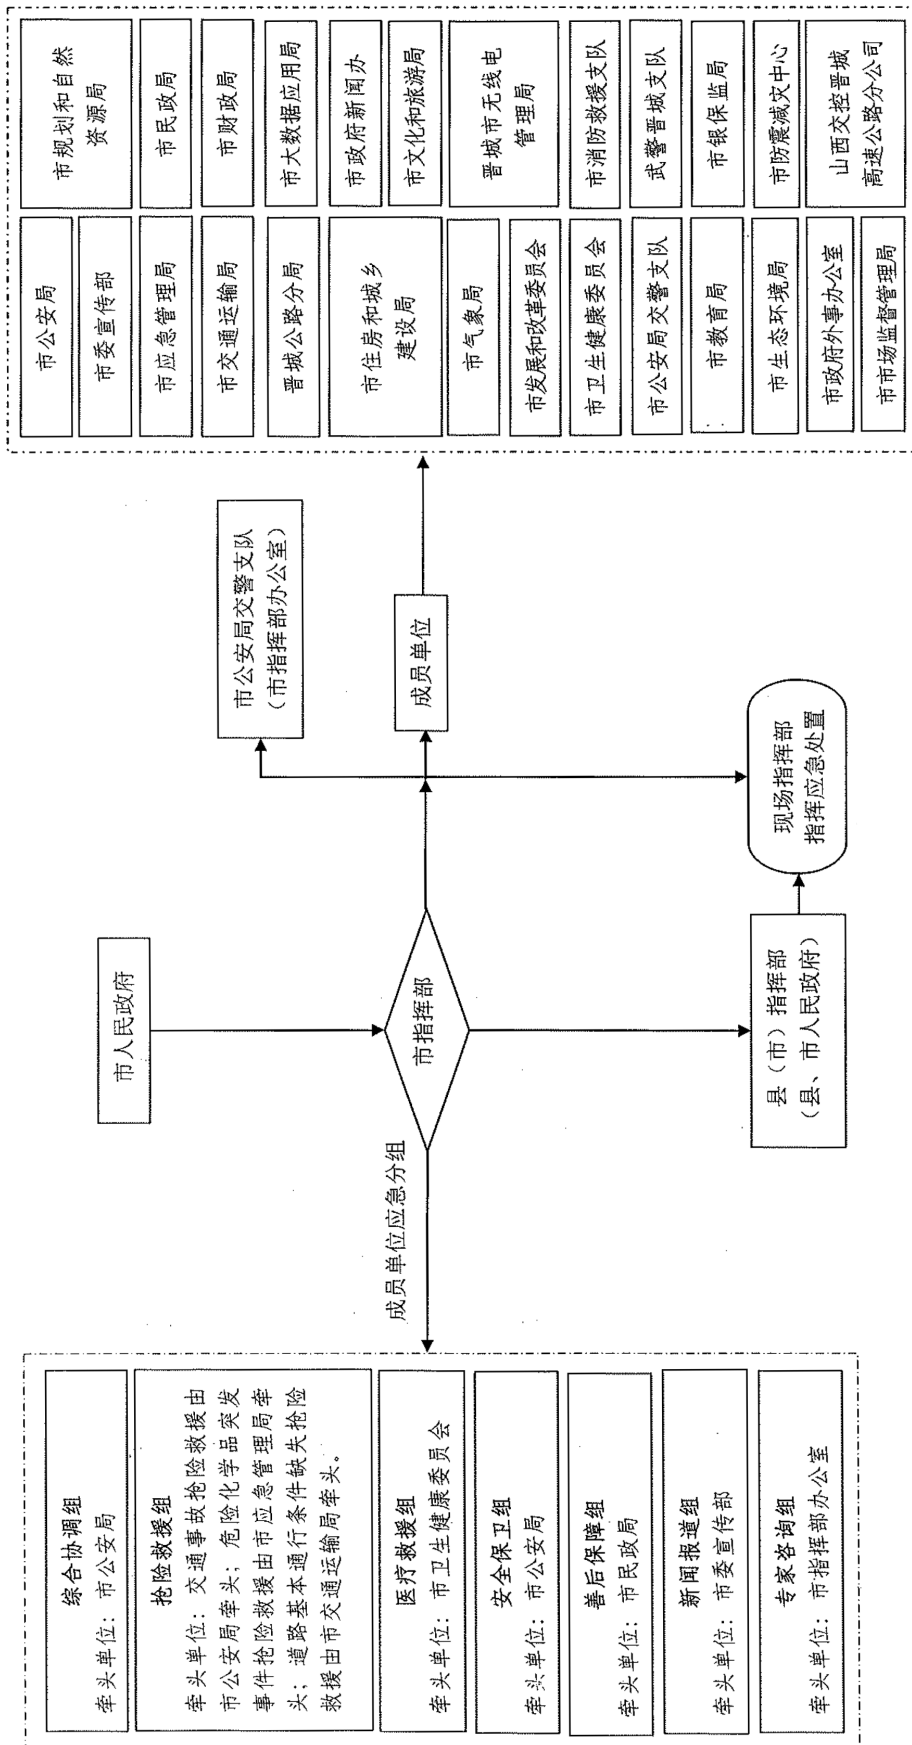 综合协调组
牵头单位：市公安局
抢险救援组
牵头单位：交通事故抢险救援由
市公安局牵头；危险化学品突发
事件抢险救援由市应急管理局牵
头；道路基本通行条件缺失抢险
救援由市交通运输局牵头。
医疗救援组
牵头单位：市卫生健康委员会
安全保卫组
牵头单位：市公安局
善后保障组
牵头单位：市民政局
新闻报道组
牵头单位：市委宣传部
专家咨询组
牵头单位：市指挥部办公室
成员单位应急分组
市人民政府
市指挥部
县（市）指挥部
（县、市人民政府）
市公安局交警支队
（市指挥部办公室）
成员单位
现场指挥部
指挥应急处置
市公安局
市委宣传部
市应急管理局
市交通运输局
晋城公路分局
市住房和城乡
建设局
市气象局
市发展和改革委员会
市卫生健康委员会
市公安局交警支队
市教育局
市生态环境局
市政府外事办公室
市市场监督管理局
市规划和自然
资源局
市民政局
市财政局
市大数据应用局
市政府新闻办
市文化和旅游局
晋城市无线电
管理局
市消防救援支队
武警晋城支队
市银保监局
市防震减灾中心
山西交控晋城
高速公路分公司